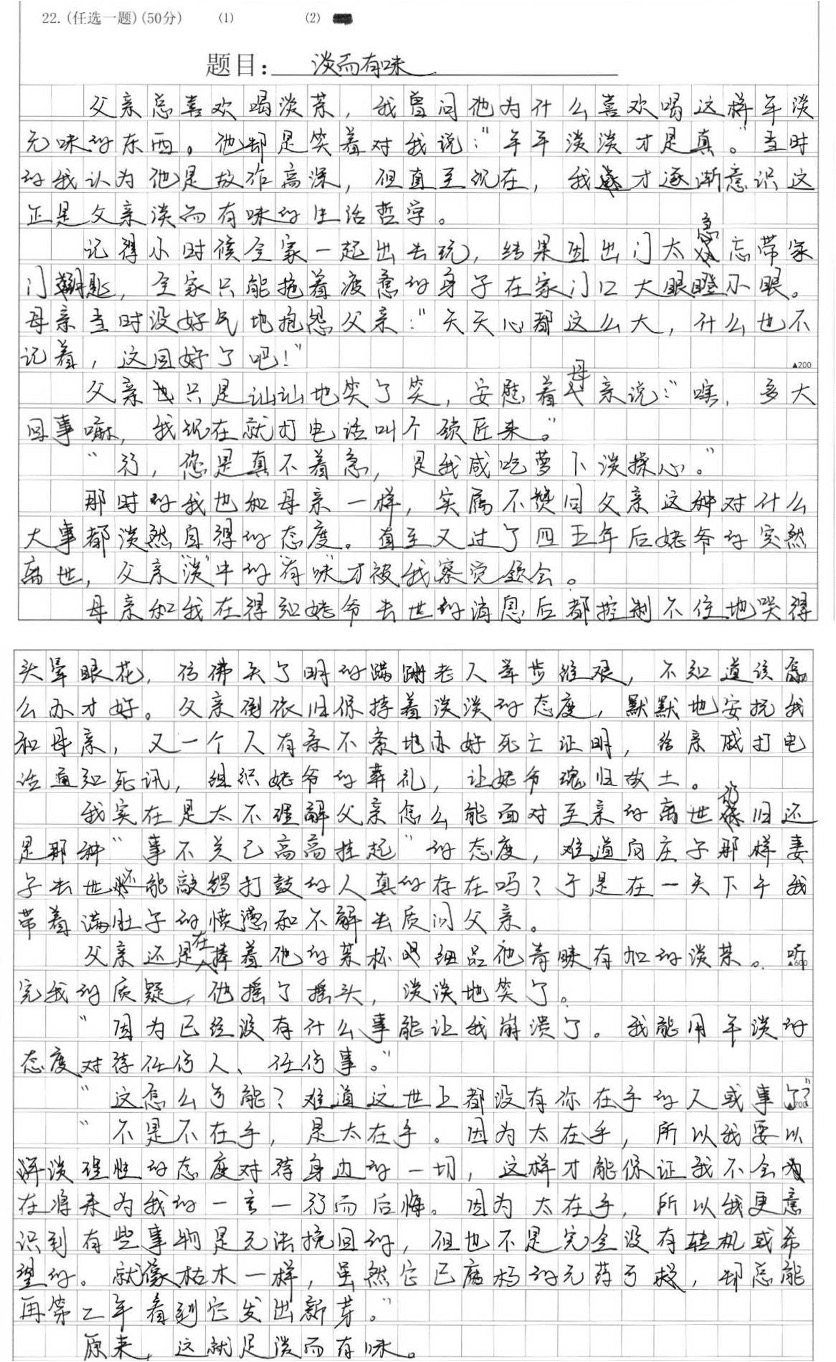 22.(任选一题)(50分) (1) (2)
题目: 淡而有味
父亲总喜欢喝淡茶，我曾问他为什么喜欢喝这样平淡
无味的东西。他却是笑着对我说："平平淡淡才是真。"当时
的我认为他是故作高深，但直至现在，我才逐渐意识这
正是父亲淡而有味的生活哲学。
记得小时候全家一起出去玩，结果因出门太急忘带家
门钥匙，全家只能拖着疲惫的身子在家门口大眼瞪小眼。
母亲当时没好气地抱怨父亲："天天心都这么大，什么也不
记着，这回好了吧！"
▲200
父亲也只是讪讪地笑了笑，安慰着母亲说："嗐，多大
回事嘛，我现在就打电话叫个锁匠来。"
"行，您是真不着急，是我咸吃萝卜淡操心。"
那时的我也和母亲一样，实属不赞同父亲这种对什么
大事都淡然自得的态度。直至又过了四五年后姥爷的突然
离世，父亲"淡"中的"有味"才被我察觉领会。
母亲和我在得知姥爷去世的消息后都控制不住地哭得
头晕眼花，仿佛失了明的蹒跚老人举步维艰，不知道该怎
么办才好。父亲倒依旧保持着淡淡的态度，默默地安抚我
和母亲，又一个人有条不紊地办好死亡证明，给亲戚打电
话通知死讯，组织姥爷的葬礼，让姥爷魂归故土。
我实在是太不理解父亲怎么能面对至亲的离世仍旧还
是那种"事不关己高高挂起"的态度，难道向庄子那样妻
子去世还能敲锣打鼓的人真的存在吗？于是在一天下午我
带着满肚子的愤懑和不解去质问父亲。
父亲还是在捧着他的茶杯细品他青睐有加的淡茶。听
完我的质疑，他摇了摇头，淡淡地笑了。
"因为已经没有什么事能让我崩溃了。我能用平淡的
态度对待任何人、任何事。"
"这怎么可能？难道这世上都没有你在乎的人或事了？"
"不是不在乎，是太在乎。因为太在乎，所以我要以
平淡理性的态度对待身边的一切，这样才能保证我不会
在将来为我的一言一行而后悔。因为太在乎，所以我更意
识到有些事物是无法挽回的，但也不是完全没有转机或希
望的。就像枯木一样，虽然它已腐朽的无药可救，却总能
再第二年看到它发出新芽。"
原来，这就是淡而有味。